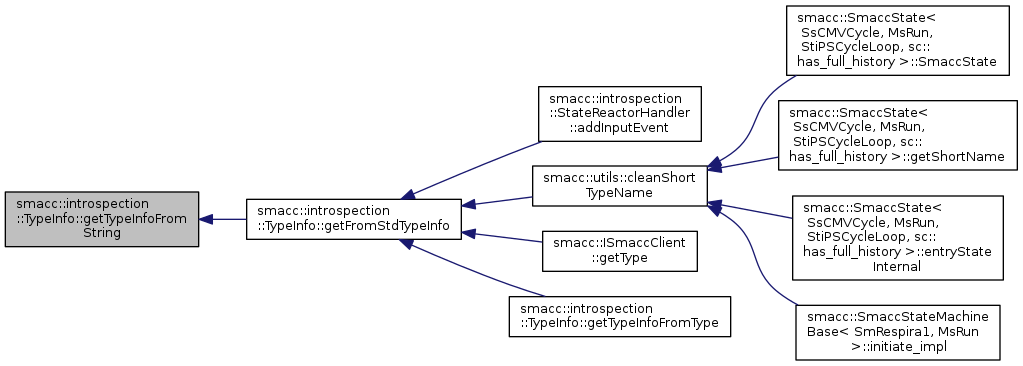 smacc::introspection
::TypeInfo::getTypeInfoFrom
String
smacc::introspection
::TypeInfo::getFromStdTypeInfo
smacc::introspection
::StateReactorHandler
::addInputEvent
smacc::utils::cleanShort
TypeName
smacc::ISmaccClient
::getType
smacc::introspection
::TypeInfo::getTypeInfoFromType
smacc::SmaccState<
SsCMVCycle, MsRun,
StiPSCycleLoop, sc::
has_full_history >::SmaccState
smacc::SmaccState<
SsCMVCycle, MsRun,
StiPSCycleLoop, sc::
has_full_history >::getShortName
smacc::SmaccState<
SsCMVCycle, MsRun,
StiPSCycleLoop, sc::
has_full_history >::entryState
Internal
smacc::SmaccStateMachine
Base< SmRespira1, MsRun
>::initiate_impl